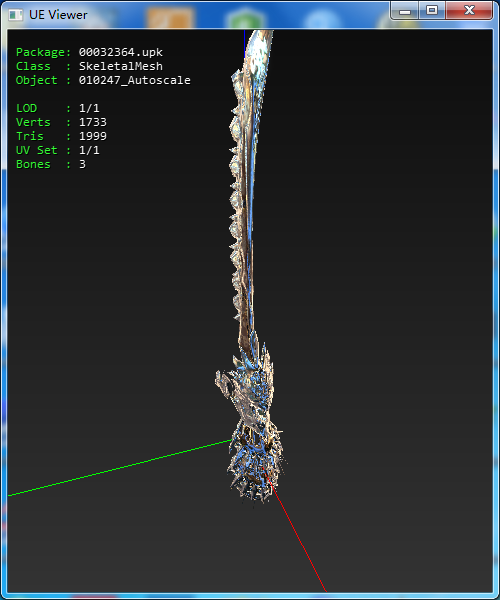 UE Viewer
Package: 00032364.upk
Class : SkeletalMesh
Object : 010247_Autoscale
LOD : 1/1
Verts : 1733
Tris : 1999
UV Set : 1/1
Bones : 3